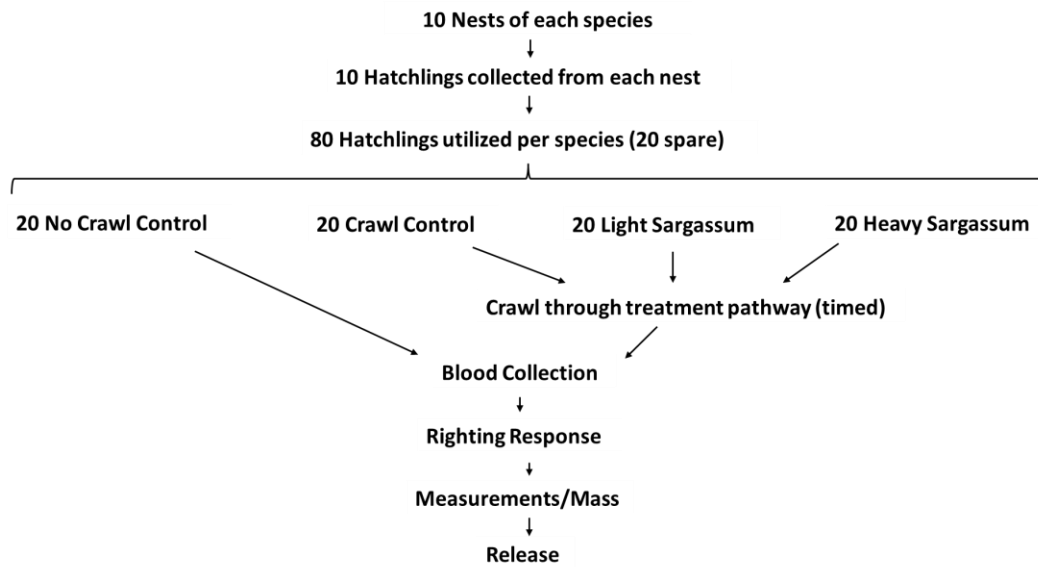 10 Nests of each species
10 Hatchlings collected from each nest
80 Hatchlings utilized per species (20 spare)
20 No Crawl Control
20 Crawl Control
20 Light Sargassum
20 Heavy Sargassum
Crawl through treatment pathway (timed)
Blood Collection
Righting Response
Measurements/Mass
Release